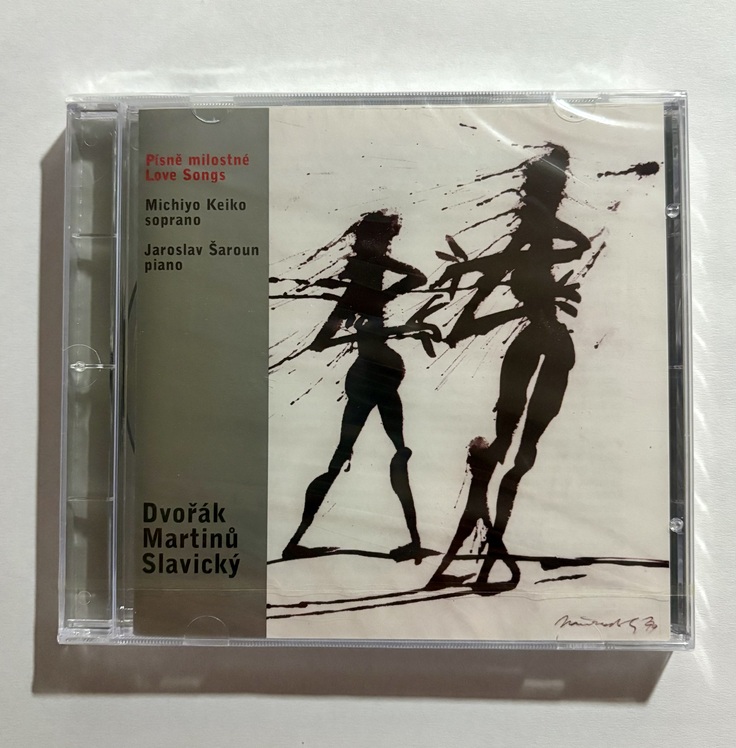 Písně milostné
Love Songs
Michiyo Keiko
soprano
Jaroslav Šaroun
piano
Dvořák
Martinů
Slavický